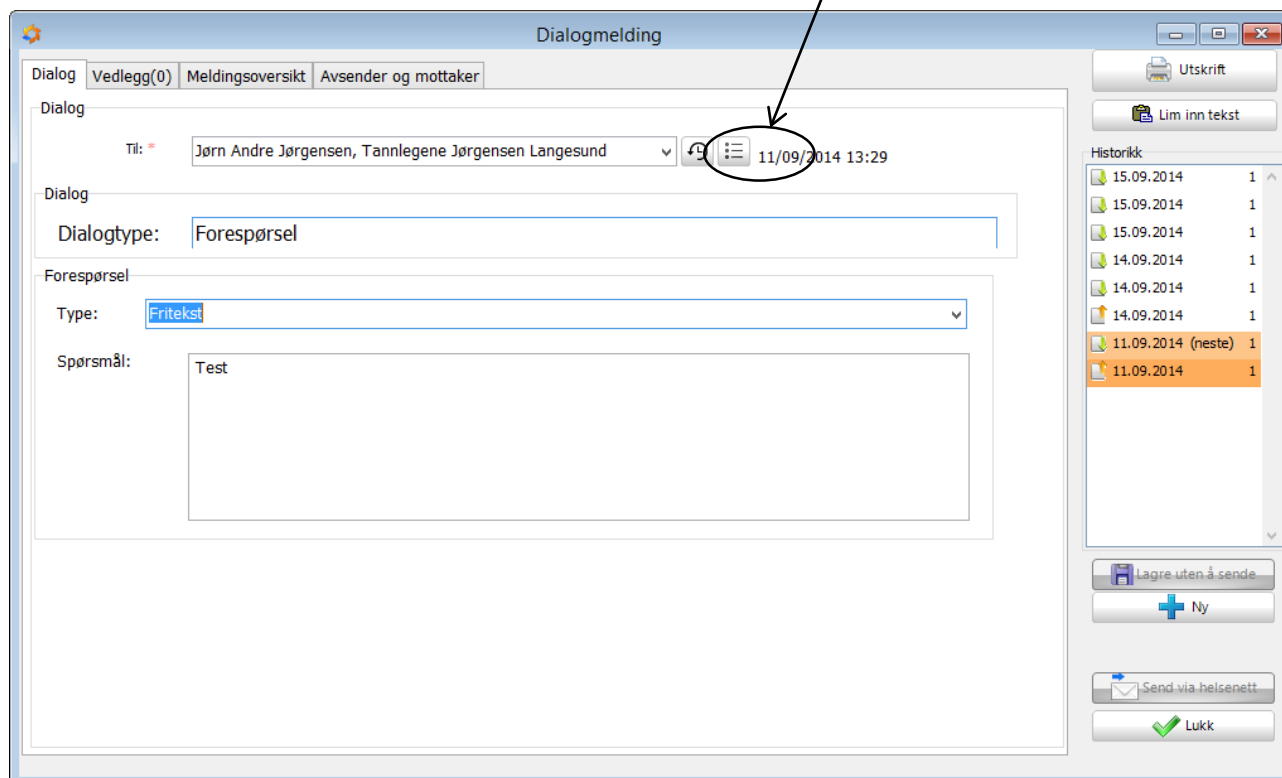 Dialogmelding
Dialog Vedlegg(0) Meldingsoversikt Avsender og mottaker
Dialog
Til: * Jørn Andre Jørgensen, Tannlegene Jørgensen Langesund 11/09/2014 13:29
Dialog
Dialogtype: Forespørsel
Forespørsel
Type: Fritekst
Spørsmål: Test
Utskrift
Lim inn tekst
Historikk
15.09.2014 1
15.09.2014 1
15.09.2014 1
14.09.2014 1
14.09.2014 1
14.09.2014 1
11.09.2014 (neste) 1
11.09.2014 1
Lagre uten å sende
Ny
Send via helsenett
Lukk